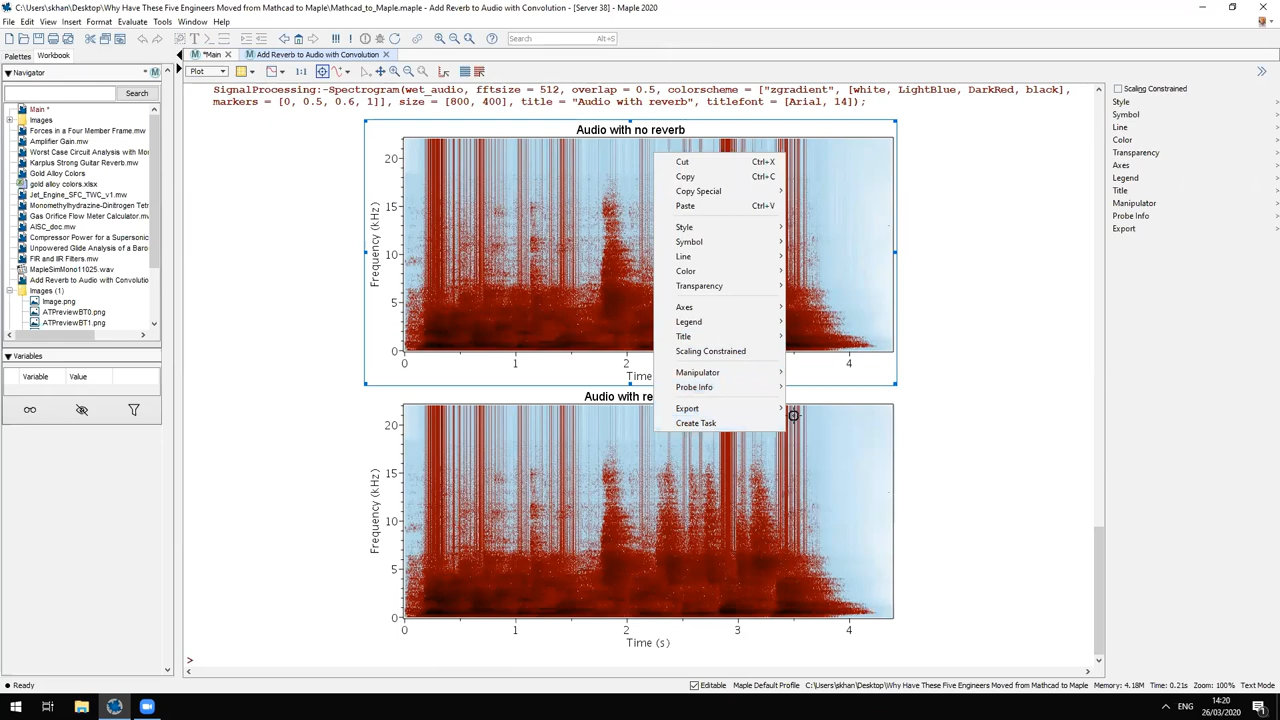 C:\Users\skhan\Desktop\Why Have These Five Engineers Moved from Mathcad to Maple\Mathcad_to_Maple.maple - Add Reverb to Audio with Convolution - [Server 38] - Maple 2020
File Edit View Insert Format Evaluate Tools Window Help
Search Alt+S
Palettes Workbook
*Main Add Reverb to Audio with Convolution
Navigator
Plot
1:1
Search
Main *
Images
Forces in a Four Member Frame.mw
Amplifier Gain.mw
Worst Case Circuit Analysis with Mo
Karplus Strong Guitar Reverb.mw
Gold Alloy Colors
gold alloy colors.xlsx
Jet_Engine_SFC_TWC_v1.mw
Monomethylhydrazine-Dinitrogen Tetr
Gas Orifice Flow Meter Calculator.mw
AISC_doc.mw
Compressor Power for a Supersonic
Unpowered Glide Analysis of a Baro
FIR and IIR Filters.mw
MapleSimMono11025.wav
Add Reverb to Audio with Convolutio
Images (1)
Image.png
ATPreviewBT0.png
ATPreviewBT1.png
Variables
Variable Value
SignalProcessing:-Spectrogram(wet_audio, fftsize = 512, overlap = 0.5, colorscheme = ["zgradient", [white, LightBlue, DarkRed, black],
markers = [0, 0.5, 0.6, 1]], size = [800, 400], title = "Audio with reverb", titlefont = [Arial, 14]);
Audio with no reverb
Frequency (kHz)
20
15
10
5
0
0 1 2 4
Time
Cut Ctrl+X
Copy Ctrl+C
Copy Special
Paste Ctrl+V
Style
Symbol
Line
Color
Transparency
Axes
Legend
Title
Scaling Constrained
Manipulator
Probe Info
Export
Create Task
Audio with re
Frequency (kHz)
20
15
10
5
0
0 1 2 3 4
Time (s)
>
Scaling Constrained
Style
Symbol
Line
Color
Transparency
Axes
Legend
Title
Manipulator
Probe Info
Export
Ready
Editable Maple Default Profile C:\Users\skhan\Desktop\Why Have These Five Engineers Moved from Mathcad to Maple Memory: 4.18M Time: 0.21s Zoom: 100% Text Mode
ENG
14:20
26/03/2020
1